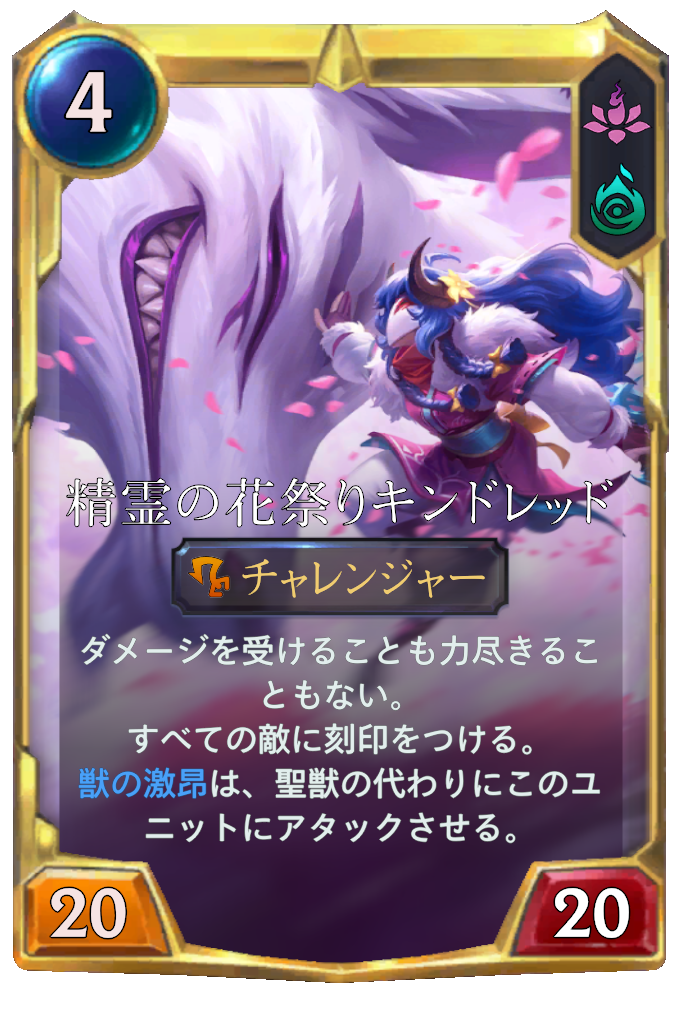 4
精霊の花祭りキンドレッド
チャレンジャー
ダメージを受けることも力尽きるこ
ともない。
すべての敵に刻印をつける。
獣の激昂は、聖獣の代わりにこのユ
ニットにアタックさせる。
20
20